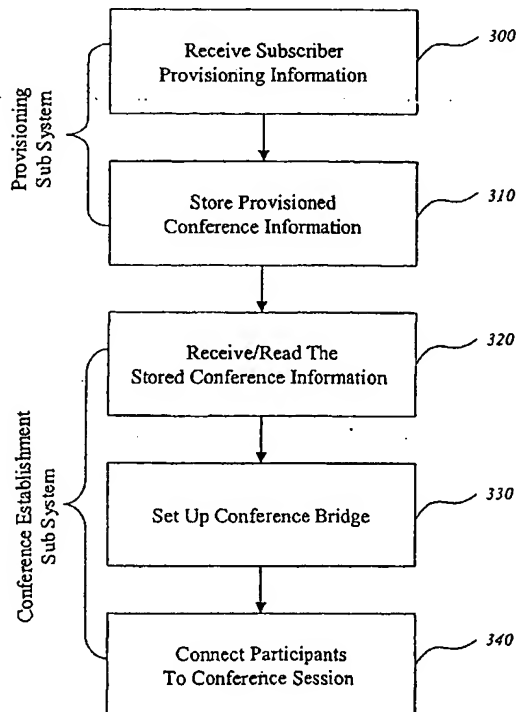 Receive Subscriber
Provisioning Information
300
Provisioning
Sub System
Store Provisioned
Conference Information
310
Receive/Read The
Stored Conference Information
320
Conference Establishment
Sub System
Set Up Conference Bridge
330
Connect Participants
To Conference Session
340